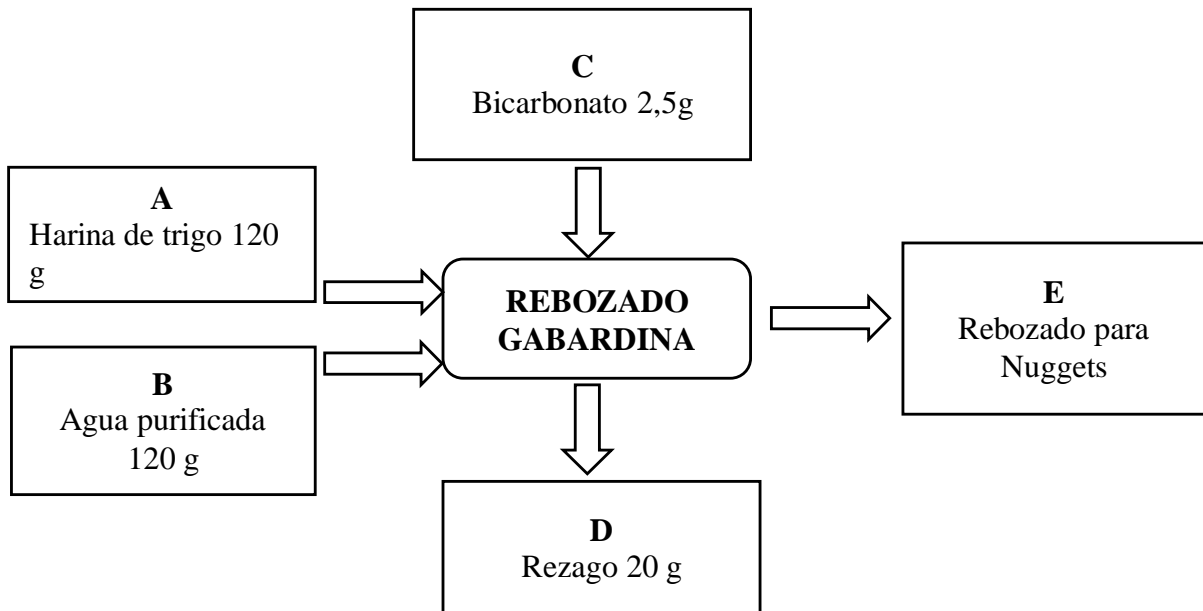 C
Bicarbonato 2,5g
A
Harina de trigo 120
g
B
Agua purificada
120 g
REBOZADO
GABARDINA
E
Rebozado para
Nuggets
D
Rezago 20 g